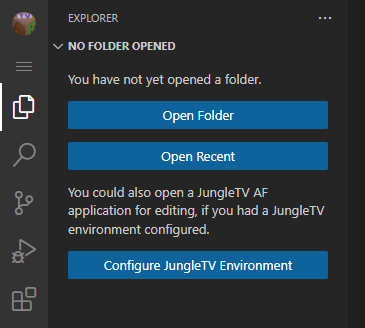 TV
EXPLORER
NO FOLDER OPENED
You have not yet opened a folder.
Open Folder
Open Recent
You could also open a JungleTV AF
application for editing, if you had a JungleTV
environment configured.
Configure JungleTV Environment